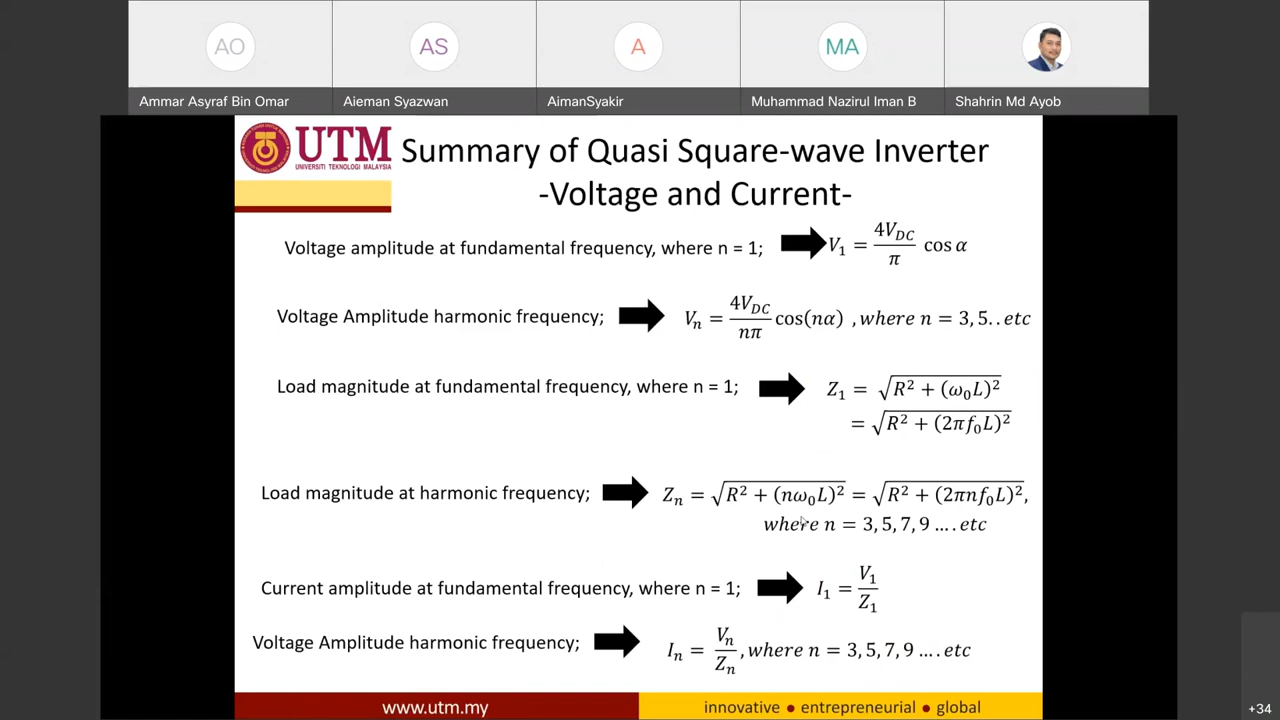 AO
AS
A
MA
Ammar Asyraf Bin Omar
Aieman Syazwan
AimanSyakir
Muhammad Nazirul Iman B
Shahrin Md Ayob
UTM
UNIVERSITI TEKNOLOGI MALAYSIA
Summary of Quasi Square-wave Inverter
-Voltage and Current-
Voltage amplitude at fundamental frequency, where n = 1; V₁ = 4V_DC/π cos α
Voltage Amplitude harmonic frequency; Vₙ = 4V_DC/nπ cos(nα) , where n = 3, 5. . etc
Load magnitude at fundamental frequency, where n = 1; Z₁ = √(R² + (ω₀L)²)
= √(R² + (2πf₀L)²)
Load magnitude at harmonic frequency; Zₙ = √(R² + (nω₀L)²) = √(R² + (2πnf₀L)²),
where n = 3, 5, 7, 9 .... etc
Current amplitude at fundamental frequency, where n = 1; I₁ = V₁/Z₁
Voltage Amplitude harmonic frequency; Iₙ = Vₙ/Zₙ, where n = 3, 5, 7, 9 .... etc
www.utm.my
innovative ● entrepreneurial ● global
+34